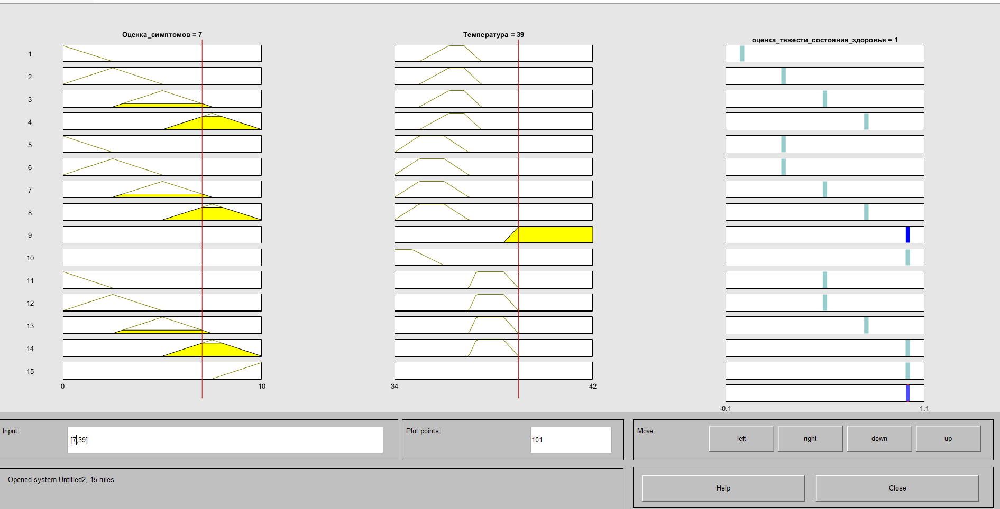 Оценка_симптомов = 7
Температура = 39
оценка_тяжести_состояния_здоровья = 1
1
2
3
4
5
6
7
8
9
10
11
12
13
14
15
0
10
34
42
-0.1
1.1
Input:
[7;39]
Plot points:
101
Move:
left
right
down
up
Opened system Untitled2, 15 rules
Help
Close